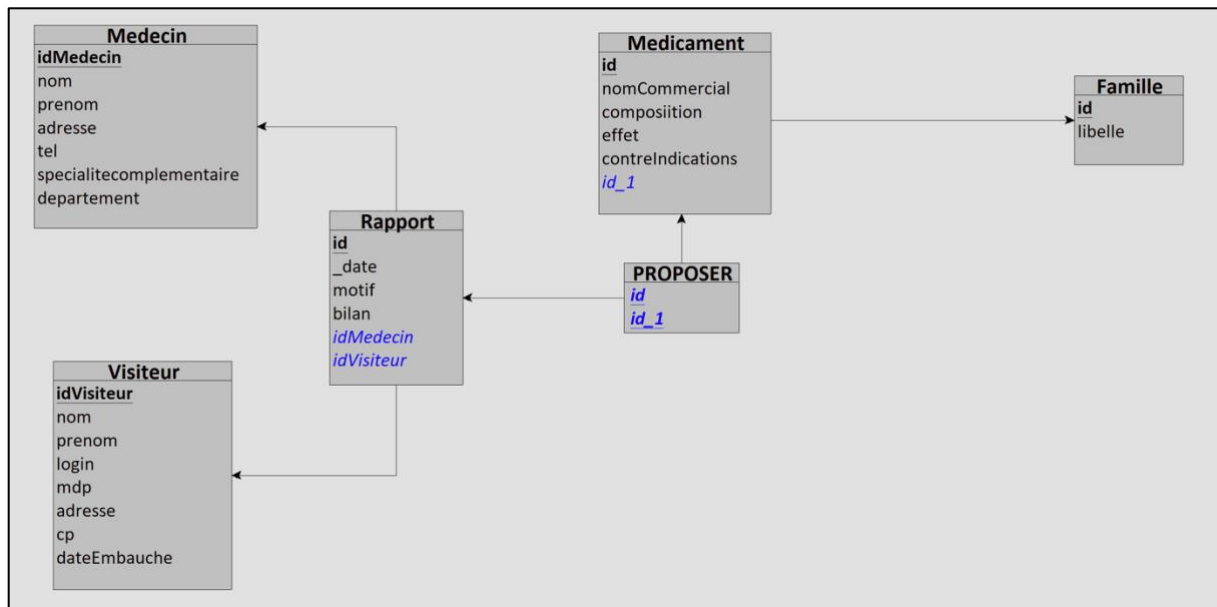 Medecin
idMedecin
nom
prenom
adresse
tel
specialitecomplementaire
departement
Medicament
id
nomCommercial
composiition
effet
contreIndications
id_1
Famille
id
libelle
Rapport
id
_date
motif
bilan
idMedecin
idVisiteur
PROPOSER
id
id_1
Visiteur
idVisiteur
nom
prenom
login
mdp
adresse
cp
dateEmbauche